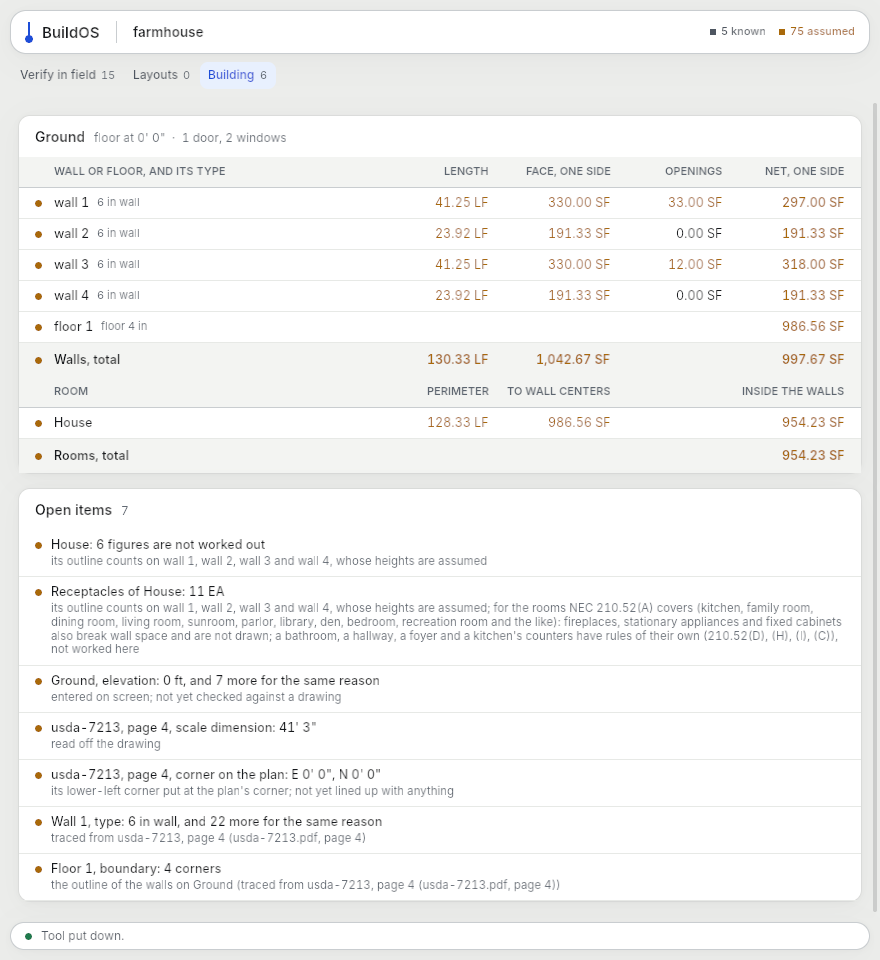 BuildOS farmhouse 5 known 75 assumed
Verify in field 15 Layouts 0 Building 6
Ground floor at 0' 0" · 1 door, 2 windows
WALL OR FLOOR, AND ITS TYPE LENGTH FACE, ONE SIDE OPENINGS NET, ONE SIDE
wall 1 6 in wall 41.25 LF 330.00 SF 33.00 SF 297.00 SF
wall 2 6 in wall 23.92 LF 191.33 SF 0.00 SF 191.33 SF
wall 3 6 in wall 41.25 LF 330.00 SF 12.00 SF 318.00 SF
wall 4 6 in wall 23.92 LF 191.33 SF 0.00 SF 191.33 SF
floor 1 floor 4 in 986.56 SF
Walls, total 130.33 LF 1,042.67 SF 997.67 SF
ROOM PERIMETER TO WALL CENTERS INSIDE THE WALLS
House 128.33 LF 986.56 SF 954.23 SF
Rooms, total 954.23 SF
Open items 7
House: 6 figures are not worked out
its outline counts on wall 1, wall 2, wall 3 and wall 4, whose heights are assumed
Receptacles of House: 11 EA
its outline counts on wall 1, wall 2, wall 3 and wall 4, whose heights are assumed; for the rooms NEC 210.52(A) covers (kitchen, family room,
dining room, living room, sunroom, parlor, library, den, bedroom, recreation room and the like): fireplaces, stationary appliances and fixed cabinets
also break wall space and are not drawn; a bathroom, a hallway, a foyer and a kitchen's counters have rules of their own (210.52(D), (H), (I), (C)),
not worked here
Ground, elevation: 0 ft, and 7 more for the same reason
entered on screen; not yet checked against a drawing
usda-7213, page 4, scale dimension: 41' 3"
read off the drawing
usda-7213, page 4, corner on the plan: E 0' 0", N 0' 0"
its lower-left corner put at the plan's corner; not yet lined up with anything
Wall 1, type: 6 in wall, and 22 more for the same reason
traced from usda-7213, page 4 (usda-7213.pdf, page 4)
Floor 1, boundary: 4 corners
the outline of the walls on Ground (traced from usda-7213, page 4 (usda-7213.pdf, page 4))
Tool put down.